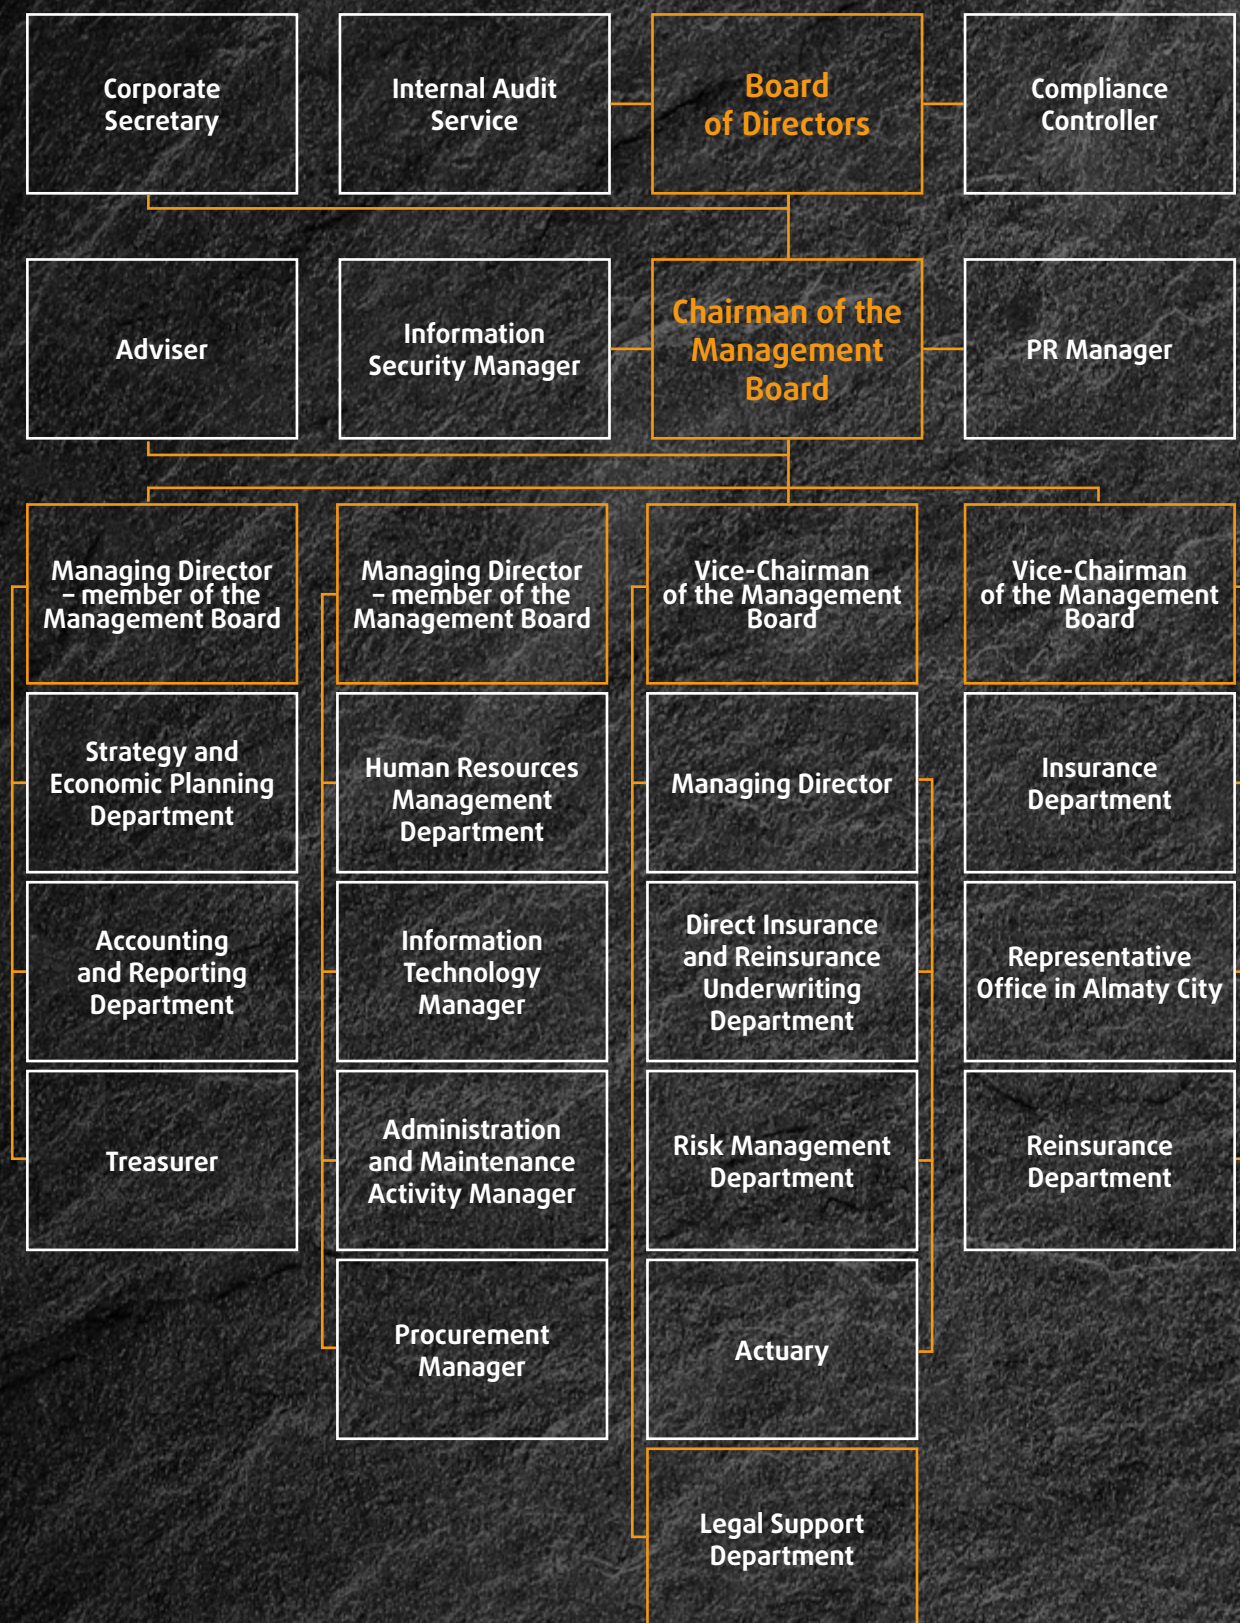 Corporate
Secretary
Internal Audit
Service
Board
of Directors
Compliance
Controller
Adviser
Information
Security Manager
Chairman of the
Management
Board
PR Manager
Managing Director
– member of the
Management Board
Managing Director
– member of the
Management Board
Vice-Chairman
of the Management
Board
Vice-Chairman
of the Management
Board
Strategy and
Economic Planning
Department
Human Resources
Management
Department
Managing Director
Insurance
Department
Accounting
and Reporting
Department
Information
Technology
Manager
Direct Insurance
and Reinsurance
Underwriting
Department
Representative
Office in Almaty City
Treasurer
Administration
and Maintenance
Activity Manager
Risk Management
Department
Reinsurance
Department
Procurement
Manager
Actuary
Legal Support
Department